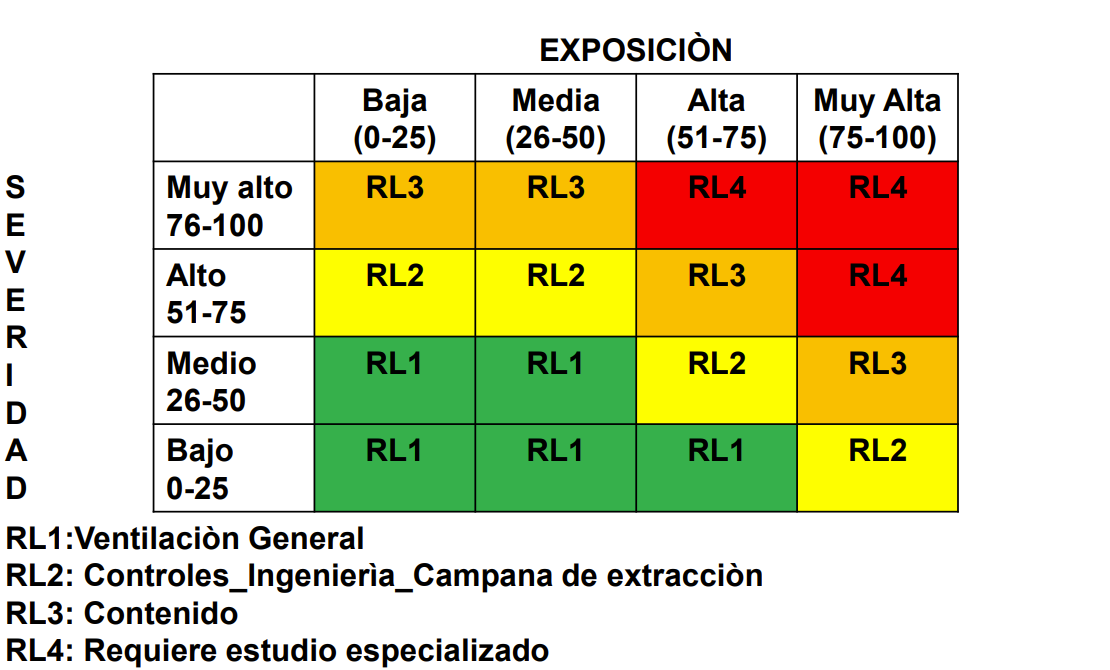 EXPOSICIÒN
Baja Media Alta Muy Alta
(0-25) (26-50) (51-75) (75-100)
S
E
V
E
R
I
D
A
D
Muy alto RL3 RL3 RL4 RL4
76-100
Alto RL2 RL2 RL3 RL4
51-75
Medio RL1 RL1 RL2 RL3
26-50
Bajo RL1 RL1 RL1 RL2
0-25
RL1:Ventilaciòn General
RL2: Controles_Ingenierìa_Campana de extracciòn
RL3: Contenido
RL4: Requiere estudio especializado